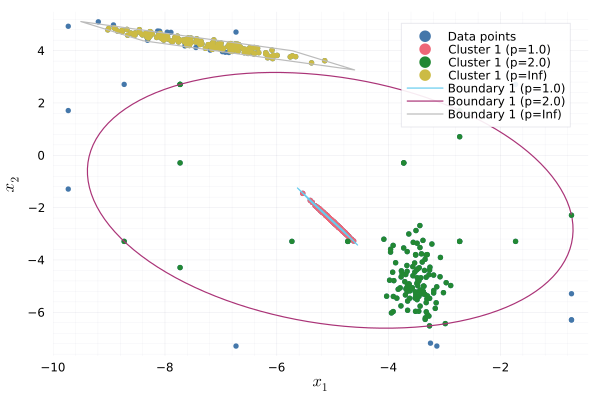 Data points
Cluster 1 (p=1.0)
Cluster 1 (p=2.0)
Cluster 1 (p=Inf)
Boundary 1 (p=1.0)
Boundary 1 (p=2.0)
Boundary 1 (p=Inf)
4
2
0
−2
−4
−6
x₂
−10 −8 −6 −4 −2
x₁